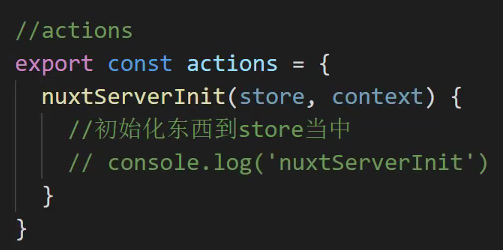 //actions
export const actions = {
  nuxtServerInit(store, context) {
    //初始化东西到store当中
    // console.log('nuxtServerInit')
  }
}